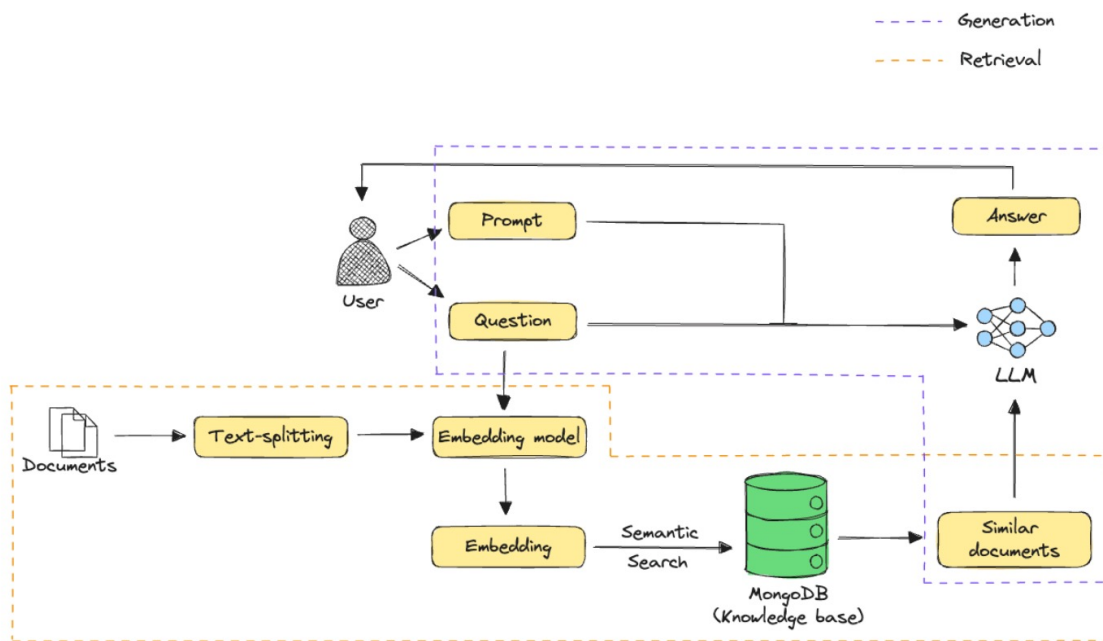 Generation
Retrieval
Prompt
Answer
User
Question
LLM
Documents
Text-splitting
Embedding model
Embedding
Semantic
Search
MongoDB
(Knowledge base)
Similar
documents